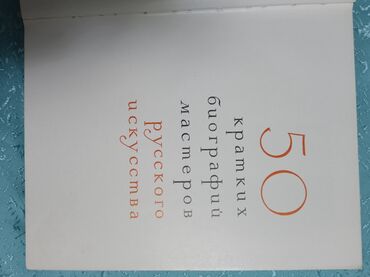 50
кратких
биографий
мастеров
русского
искусства